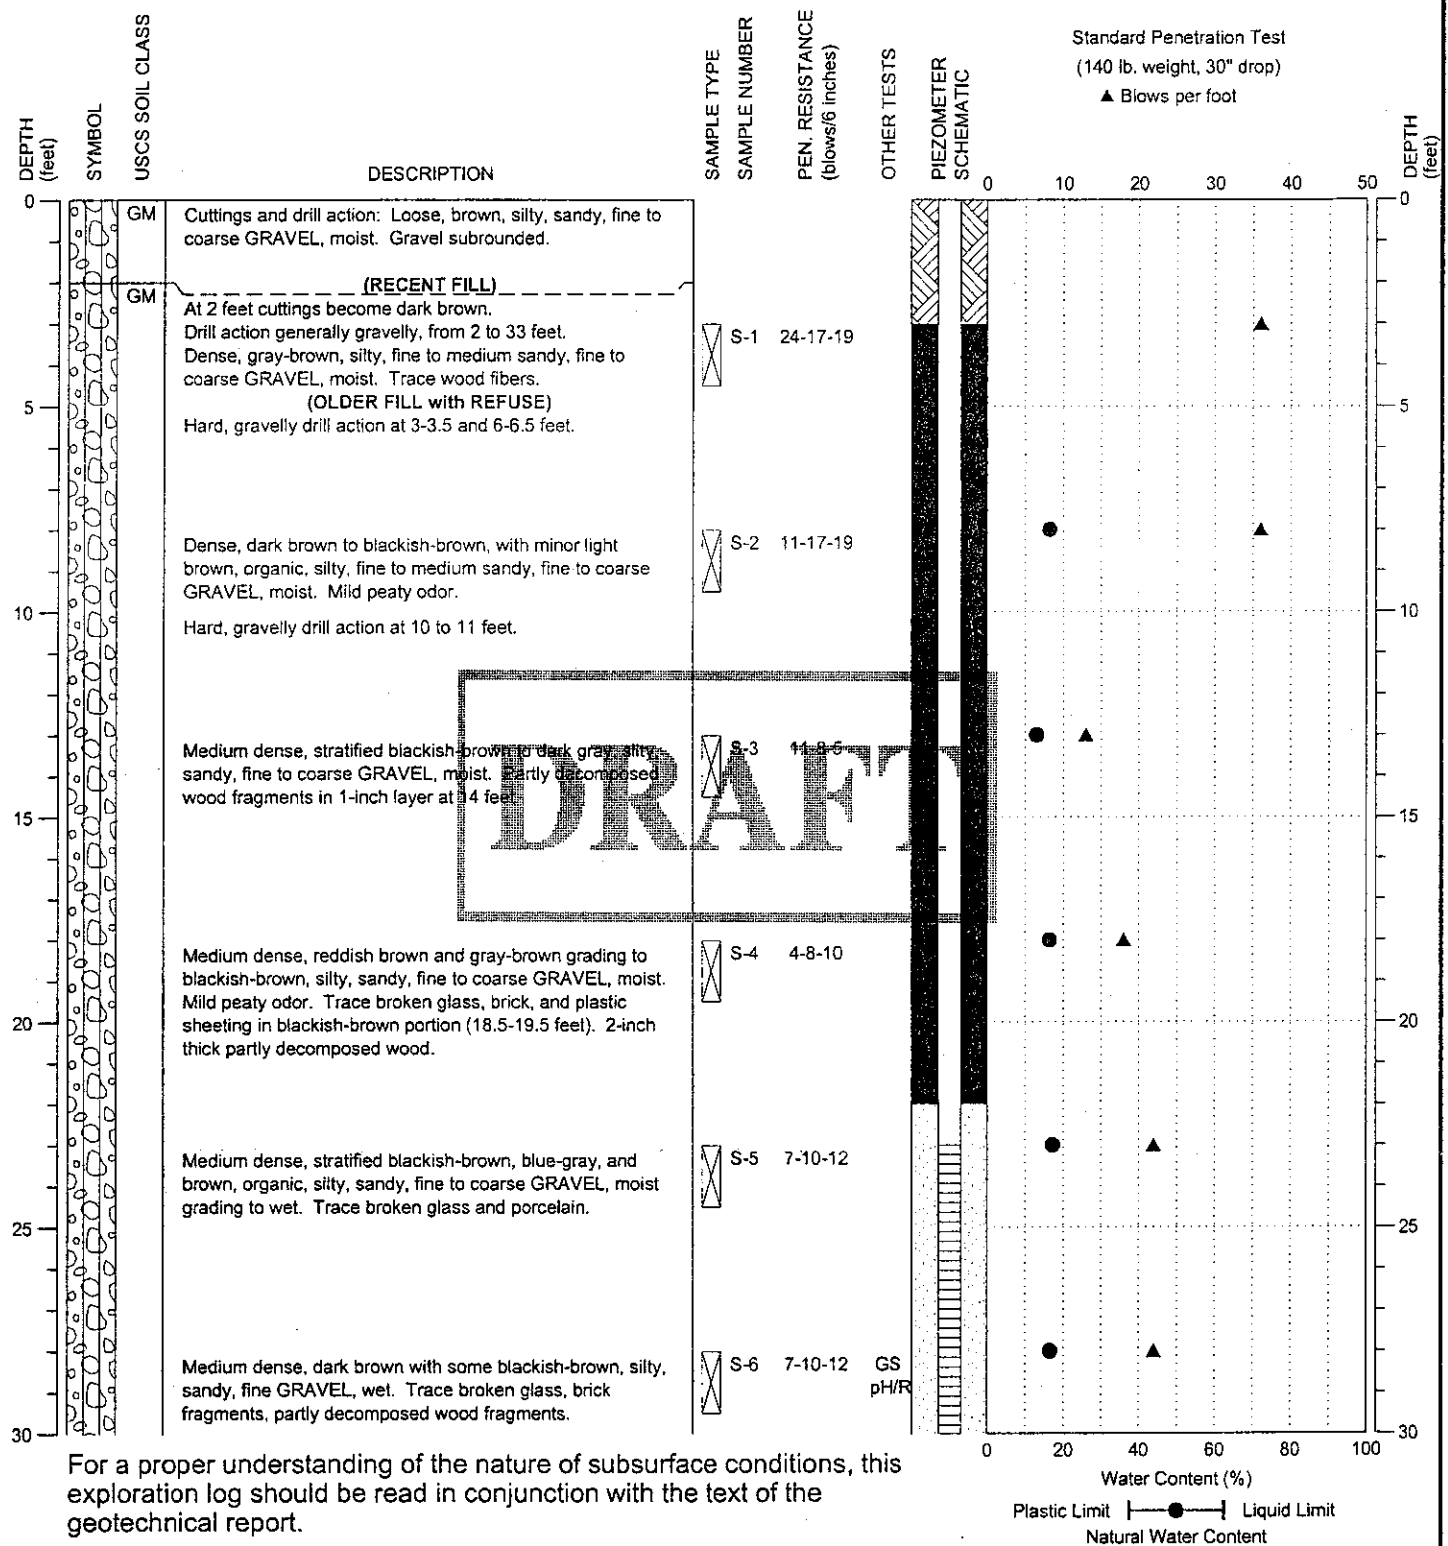 DEPTH
(feet)
SYMBOL
USCS SOIL CLASS
DESCRIPTION
SAMPLE TYPE
SAMPLE NUMBER
PEN. RESISTANCE
(blows/6 inches)
OTHER TESTS
PIEZOMETER
SCHEMATIC
Standard Penetration Test
(140 lb. weight, 30" drop)
▲ Blows per foot
DEPTH
(feet)
0 10 20 30 40 50
0
5
10
15
20
25
30
GM
Cuttings and drill action: Loose, brown, silty, sandy, fine to
coarse GRAVEL, moist. Gravel subrounded.
(RECENT FILL)
GM
At 2 feet cuttings become dark brown.
Drill action generally gravelly, from 2 to 33 feet.
Dense, gray-brown, silty, fine to medium sandy, fine to
coarse GRAVEL, moist. Trace wood fibers.
(OLDER FILL with REFUSE)
Hard, gravelly drill action at 3-3.5 and 6-6.5 feet.
S-1 24-17-19
Dense, dark brown to blackish-brown, with minor light
brown, organic, silty, fine to medium sandy, fine to coarse
GRAVEL, moist. Mild peaty odor.
S-2 11-17-19
Hard, gravelly drill action at 10 to 11 feet.
Medium dense, stratified blackish-brown to dark gray, silty,
sandy, fine to coarse GRAVEL, moist. Partly decomposed
wood fragments in 1-inch layer at 14 feet.
S-3 11-8-5
DRAFT
Medium dense, reddish brown and gray-brown grading to
blackish-brown, silty, sandy, fine to coarse GRAVEL, moist.
Mild peaty odor. Trace broken glass, brick, and plastic
sheeting in blackish-brown portion (18.5-19.5 feet). 2-inch
thick partly decomposed wood.
S-4 4-8-10
Medium dense, stratified blackish-brown, blue-gray, and
brown, organic, silty, sandy, fine to coarse GRAVEL, moist
grading to wet. Trace broken glass and porcelain.
S-5 7-10-12
Medium dense, dark brown with some blackish-brown, silty,
sandy, fine GRAVEL, wet. Trace broken glass, brick
fragments, partly decomposed wood fragments.
S-6 7-10-12 GS
pH/R
0
5
10
15
20
25
30
0 20 40 60 80 100
Water Content (%)
Plastic Limit Liquid Limit
Natural Water Content
For a proper understanding of the nature of subsurface conditions, this
exploration log should be read in conjunction with the text of the
geotechnical report.